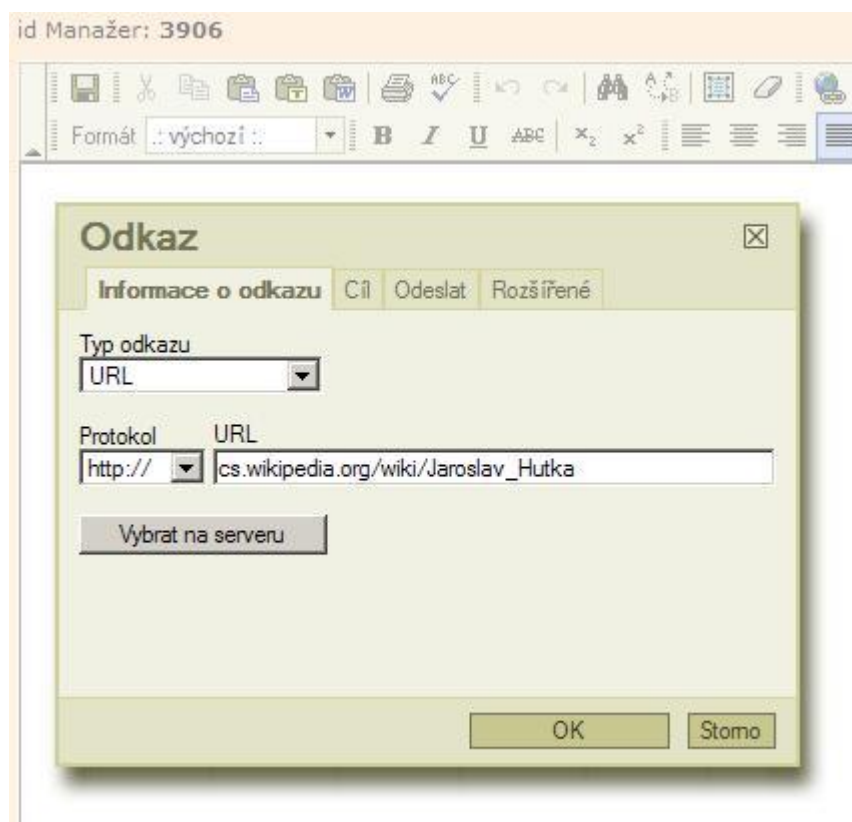 id Manažer: 3906
ABC
Formát .: výchozí :.
B I U ABC x₂ x²
Odkaz
Informace o odkazu Cíl Odeslat Rozšířené
Typ odkazu
URL
Protokol URL
http:// cs.wikipedia.org/wiki/Jaroslav_Hutka
Vybrat na serveru
OK Storno